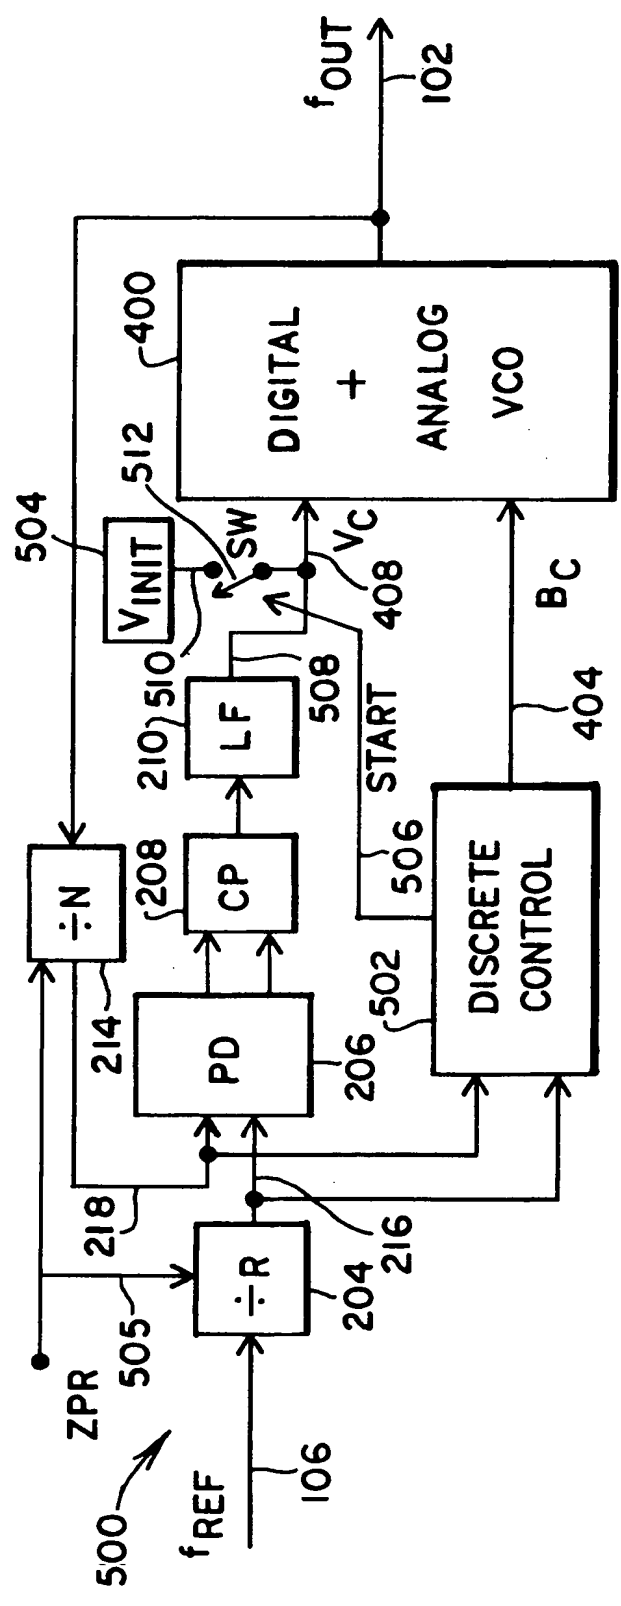 500
ZPR
505
fREF
106
÷R
204
216
218
÷N
214
PD
206
CP
208
LF
210
508
510
VINIT
504
512
SW
VC
408
START
506
DISCRETE
CONTROL
502
BC
404
DIGITAL
+
ANALOG
VCO
400
fOUT
102